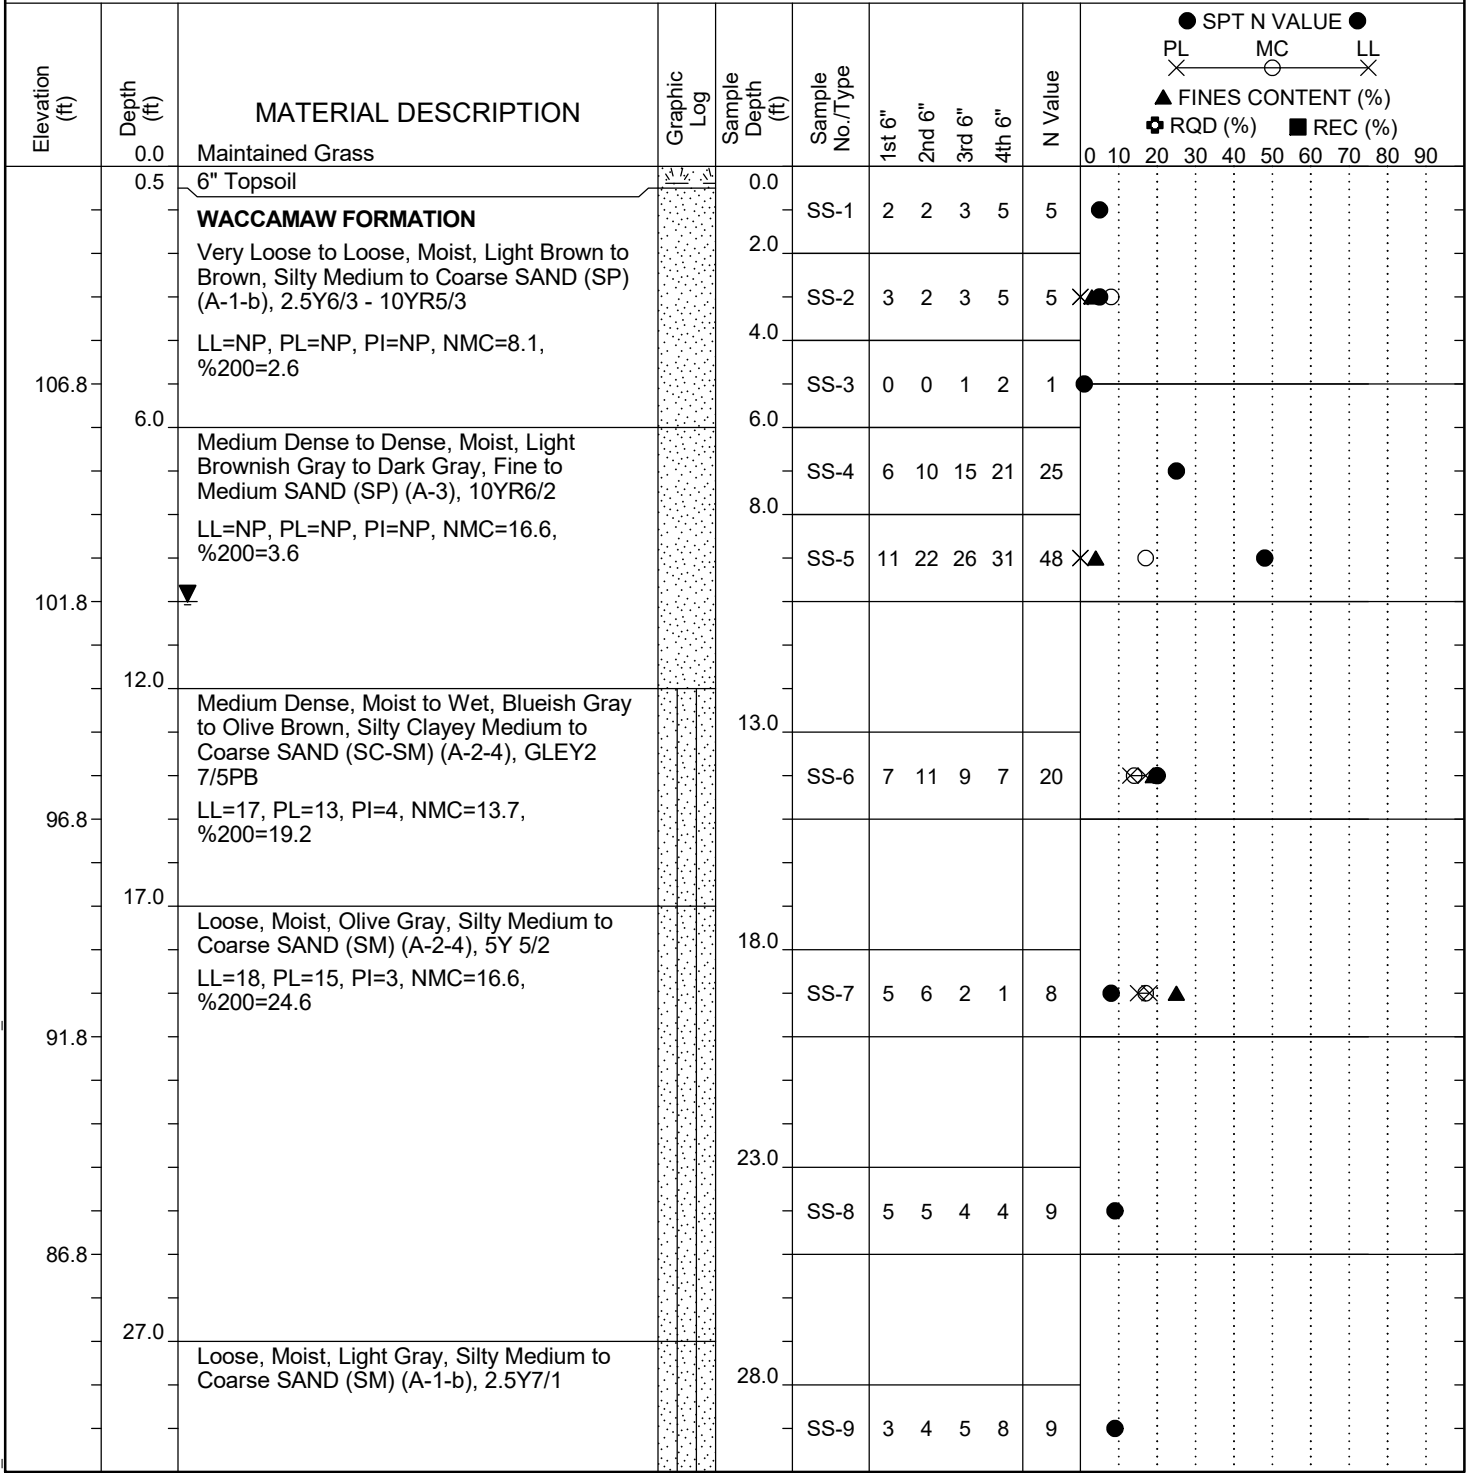 ● SPT N VALUE ●
PL MC LL
▲ FINES CONTENT (%)
RQD (%) ■ REC (%)
0 10 20 30 40 50 60 70 80 90
Elevation (ft)
Depth (ft)
MATERIAL DESCRIPTION
Graphic Log
Sample Depth (ft)
Sample No./Type
1st 6"
2nd 6"
3rd 6"
4th 6"
N Value
0.0 Maintained Grass
0.5 6" Topsoil 0.0
WACCAMAW FORMATION
SS-1 2 2 3 5 5
Very Loose to Loose, Moist, Light Brown to
2.0
Brown, Silty Medium to Coarse SAND (SP)
(A-1-b), 2.5Y6/3 - 10YR5/3
SS-2 3 2 3 5 5
4.0
LL=NP, PL=NP, PI=NP, NMC=8.1,
%200=2.6
106.8
SS-3 0 0 1 2 1
6.0
6.0
Medium Dense to Dense, Moist, Light
Brownish Gray to Dark Gray, Fine to
Medium SAND (SP) (A-3), 10YR6/2
SS-4 6 10 15 21 25
8.0
LL=NP, PL=NP, PI=NP, NMC=16.6,
%200=3.6
SS-5 11 22 26 31 48
101.8
12.0
Medium Dense, Moist to Wet, Blueish Gray
to Olive Brown, Silty Clayey Medium to
Coarse SAND (SC-SM) (A-2-4), GLEY2
7/5PB
13.0
SS-6 7 11 9 7 20
LL=17, PL=13, PI=4, NMC=13.7,
%200=19.2
96.8
17.0
Loose, Moist, Olive Gray, Silty Medium to
Coarse SAND (SM) (A-2-4), 5Y 5/2
18.0
LL=18, PL=15, PI=3, NMC=16.6,
%200=24.6
SS-7 5 6 2 1 8
91.8
23.0
SS-8 5 5 4 4 9
86.8
27.0
Loose, Moist, Light Gray, Silty Medium to
Coarse SAND (SM) (A-1-b), 2.5Y7/1
28.0
SS-9 3 4 5 8 9